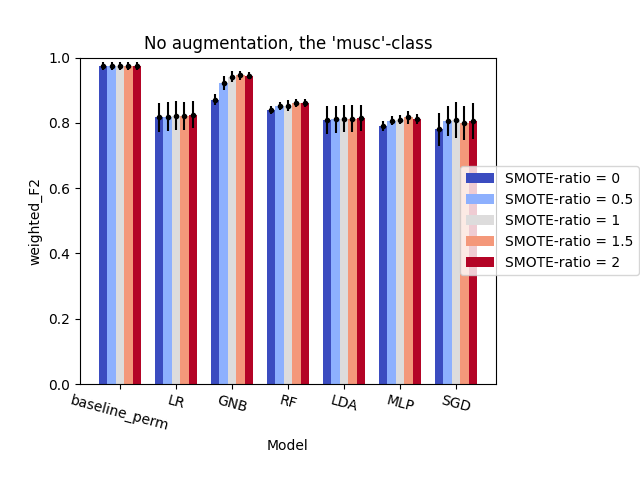 No augmentation, the 'musc'-class
weighted_F2
1.0
0.8
0.6
0.4
0.2
0.0
SMOTE-ratio = 0
SMOTE-ratio = 0.5
SMOTE-ratio = 1
SMOTE-ratio = 1.5
SMOTE-ratio = 2
baseline_perm
LR
GNB
RF
LDA
MLP
SGD
Model